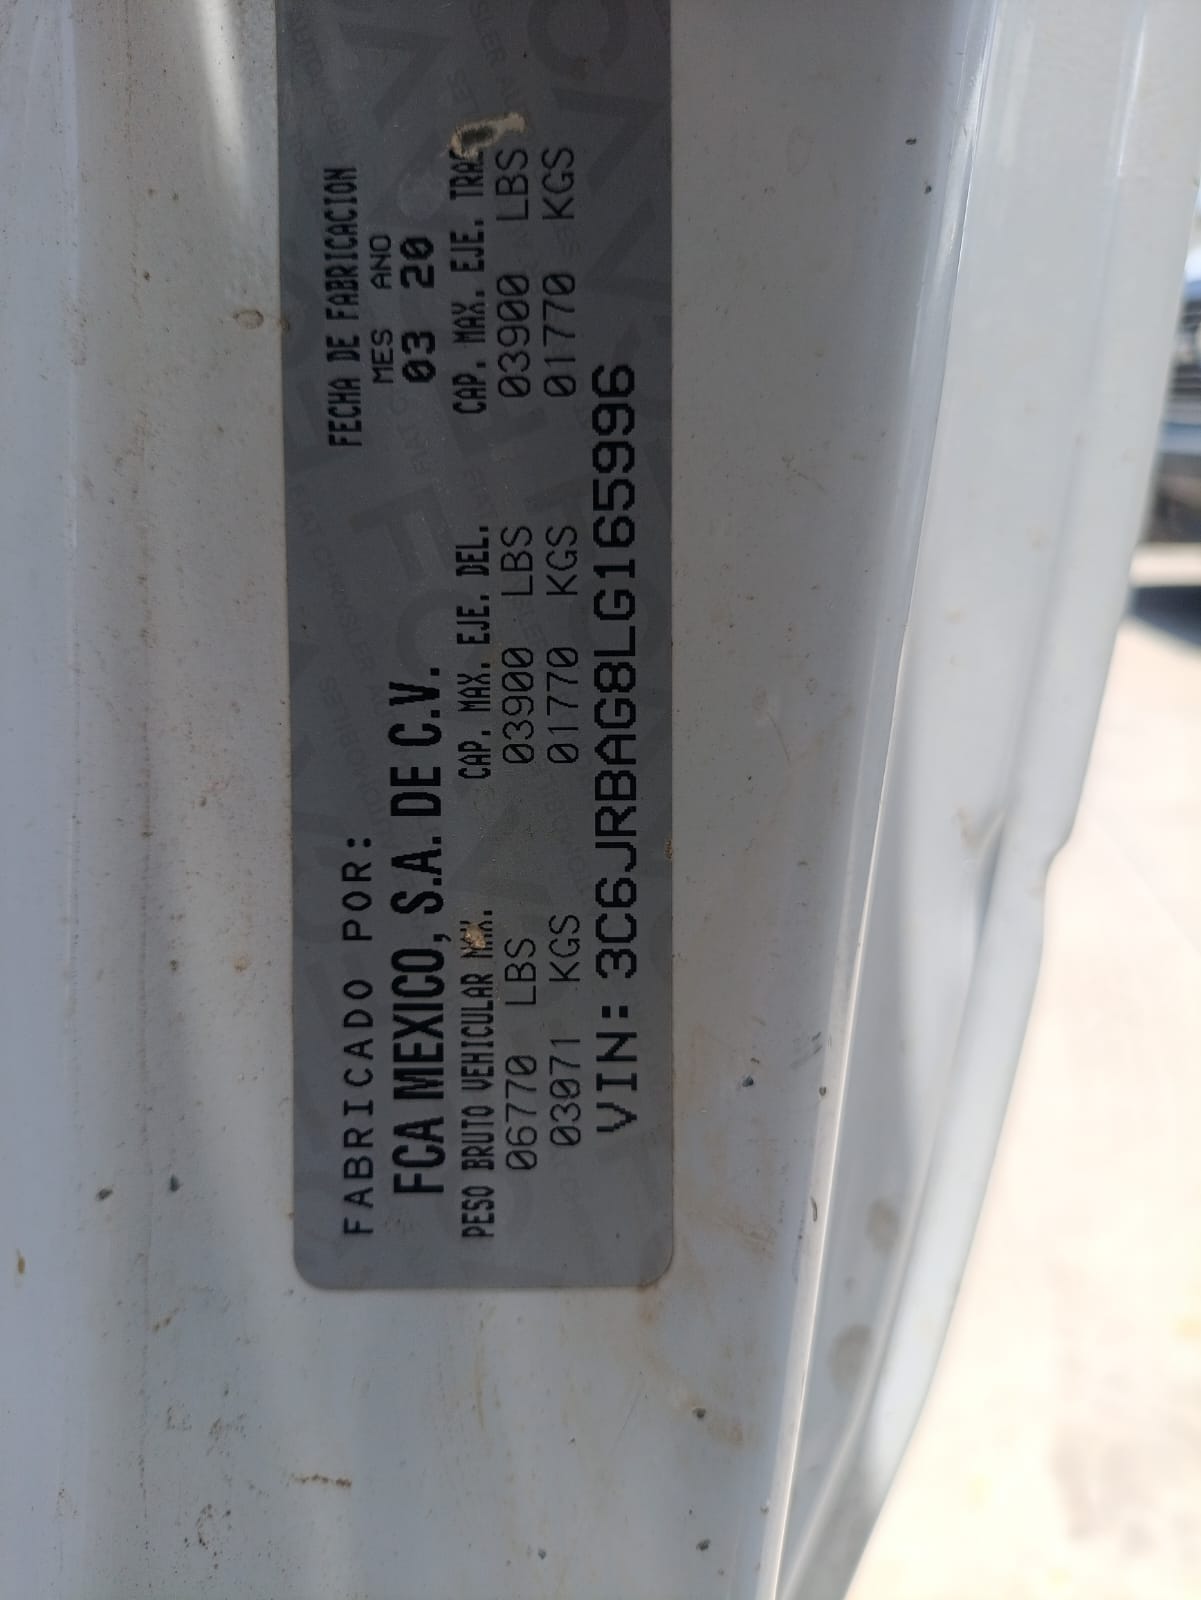 FABRICADO POR:
FECHA DE FABRICACION
MES ANO
FCA MEXICO, S.A. DE C.V.
03 20
PESO BRUTO VEHICULAR MAX. CAP. MAX. EJE. DEL. CAP. MAX. EJE. TRAC
06770 LBS 03900 LBS 03900 LBS
03071 KGS 01770 KGS 01770 KGS
VIN: 3C6JRBAG8LG165996